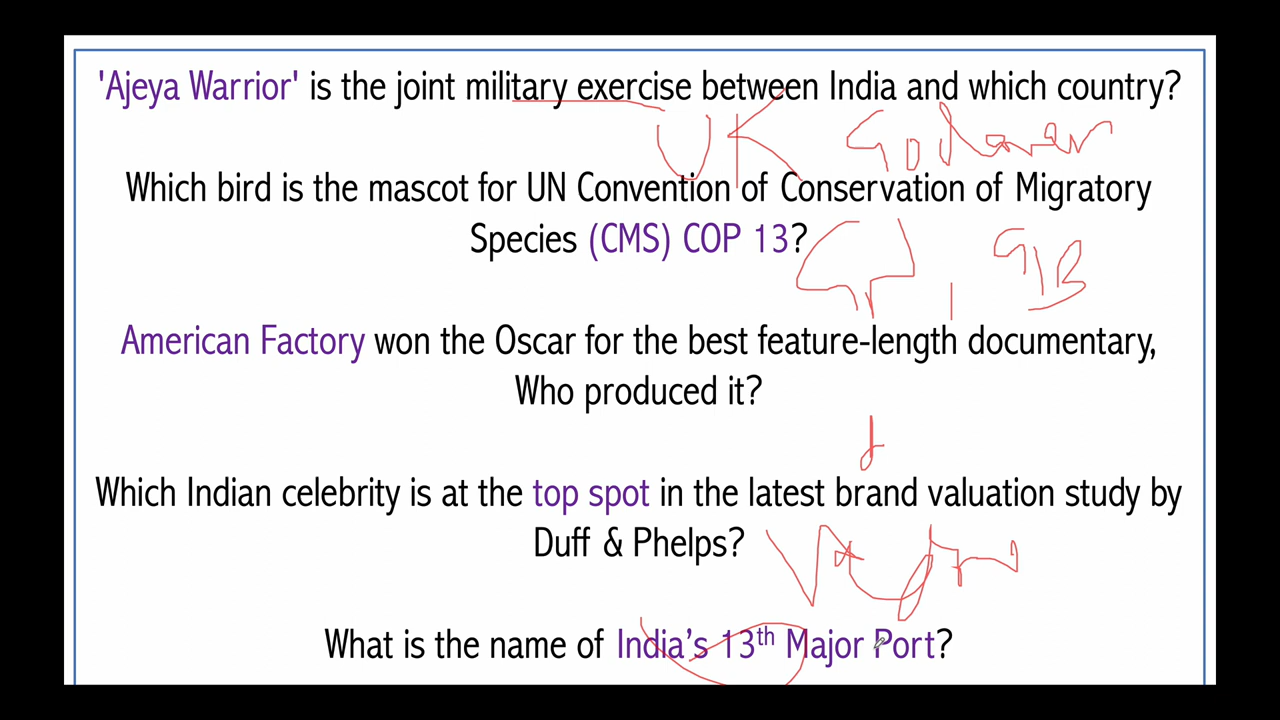 'Ajeya Warrior' is the joint military exercise between India and which country?
UK
Which bird is the mascot for UN Convention of Conservation of Migratory
Species (CMS) COP 13?
GIB
American Factory won the Oscar for the best feature-length documentary,
Who produced it?
Which Indian celebrity is at the top spot in the latest brand valuation study by
Duff & Phelps?
What is the name of India's 13th Major Port?